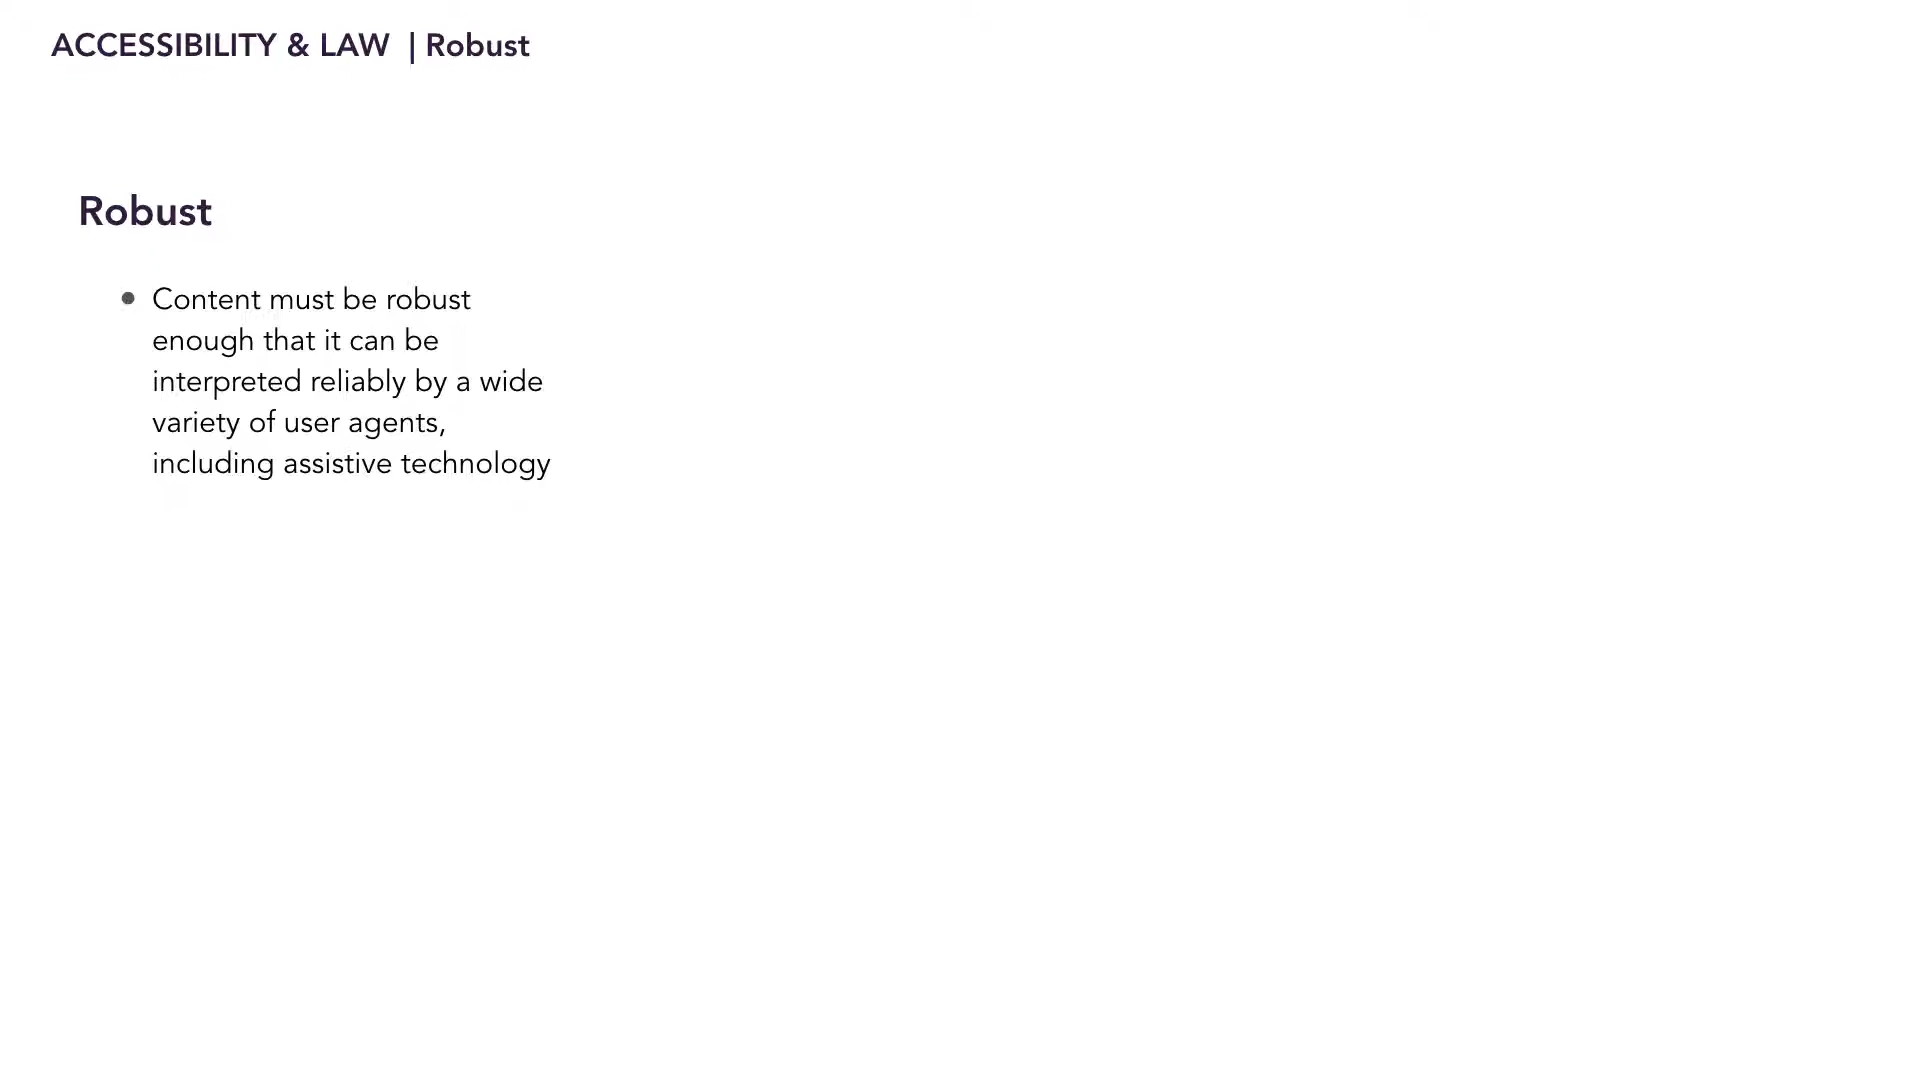 ACCESSIBILITY & LAW | Robust
Robust
• Content must be robust
enough that it can be
interpreted reliably by a wide
variety of user agents,
including assistive technology